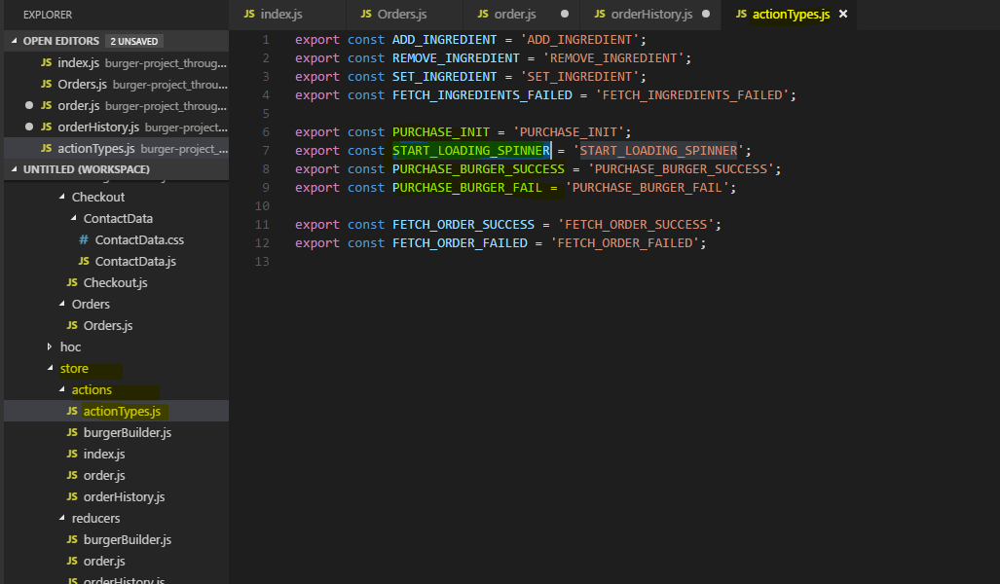 EXPLORER
OPEN EDITORS 2 UNSAVED
JS index.js burger-project_throug...
JS Orders.js burger-project_throu...
JS order.js burger-project_throug...
JS orderHistory.js burger-project...
JS actionTypes.js burger-project_...
UNTITLED (WORKSPACE)
Checkout
ContactData
# ContactData.css
JS ContactData.js
JS Checkout.js
Orders
JS Orders.js
hoc
store
actions
JS actionTypes.js
JS burgerBuilder.js
JS index.js
JS order.js
JS orderHistory.js
reducers
JS burgerBuilder.js
JS order.js
JS orderHistory.js
JS index.js JS Orders.js JS order.js JS orderHistory.js JS actionTypes.js
1 export const ADD_INGREDIENT = 'ADD_INGREDIENT';
2 export const REMOVE_INGREDIENT = 'REMOVE_INGREDIENT';
3 export const SET_INGREDIENT = 'SET_INGREDIENT';
4 export const FETCH_INGREDIENTS_FAILED = 'FETCH_INGREDIENTS_FAILED';
5
6 export const PURCHASE_INIT = 'PURCHASE_INIT';
7 export const START_LOADING_SPINNER = 'START_LOADING_SPINNER';
8 export const PURCHASE_BURGER_SUCCESS = 'PURCHASE_BURGER_SUCCESS';
9 export const PURCHASE_BURGER_FAIL = 'PURCHASE_BURGER_FAIL';
10
11 export const FETCH_ORDER_SUCCESS = 'FETCH_ORDER_SUCCESS';
12 export const FETCH_ORDER_FAILED = 'FETCH_ORDER_FAILED';
13